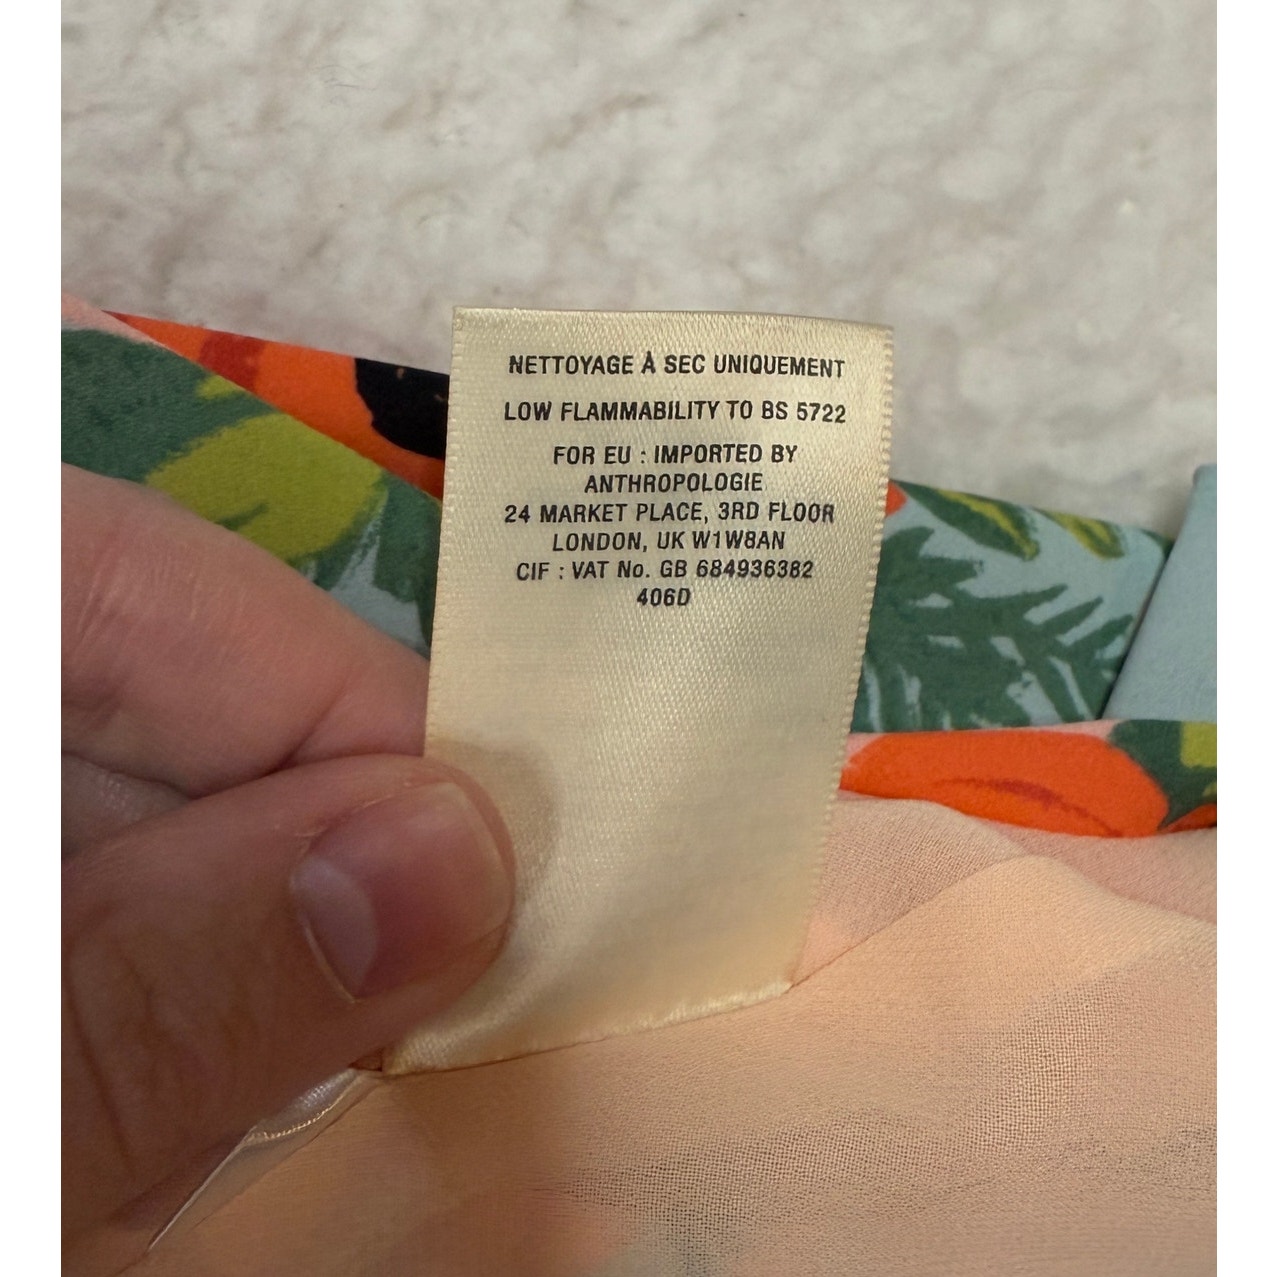 NETTOYAGE À SEC UNIQUEMENT
LOW FLAMMABILITY TO BS 5722
FOR EU : IMPORTED BY
ANTHROPOLOGIE
24 MARKET PLACE, 3RD FLOOR
LONDON, UK W1W8AN
CIF : VAT No. GB 684936382
406D